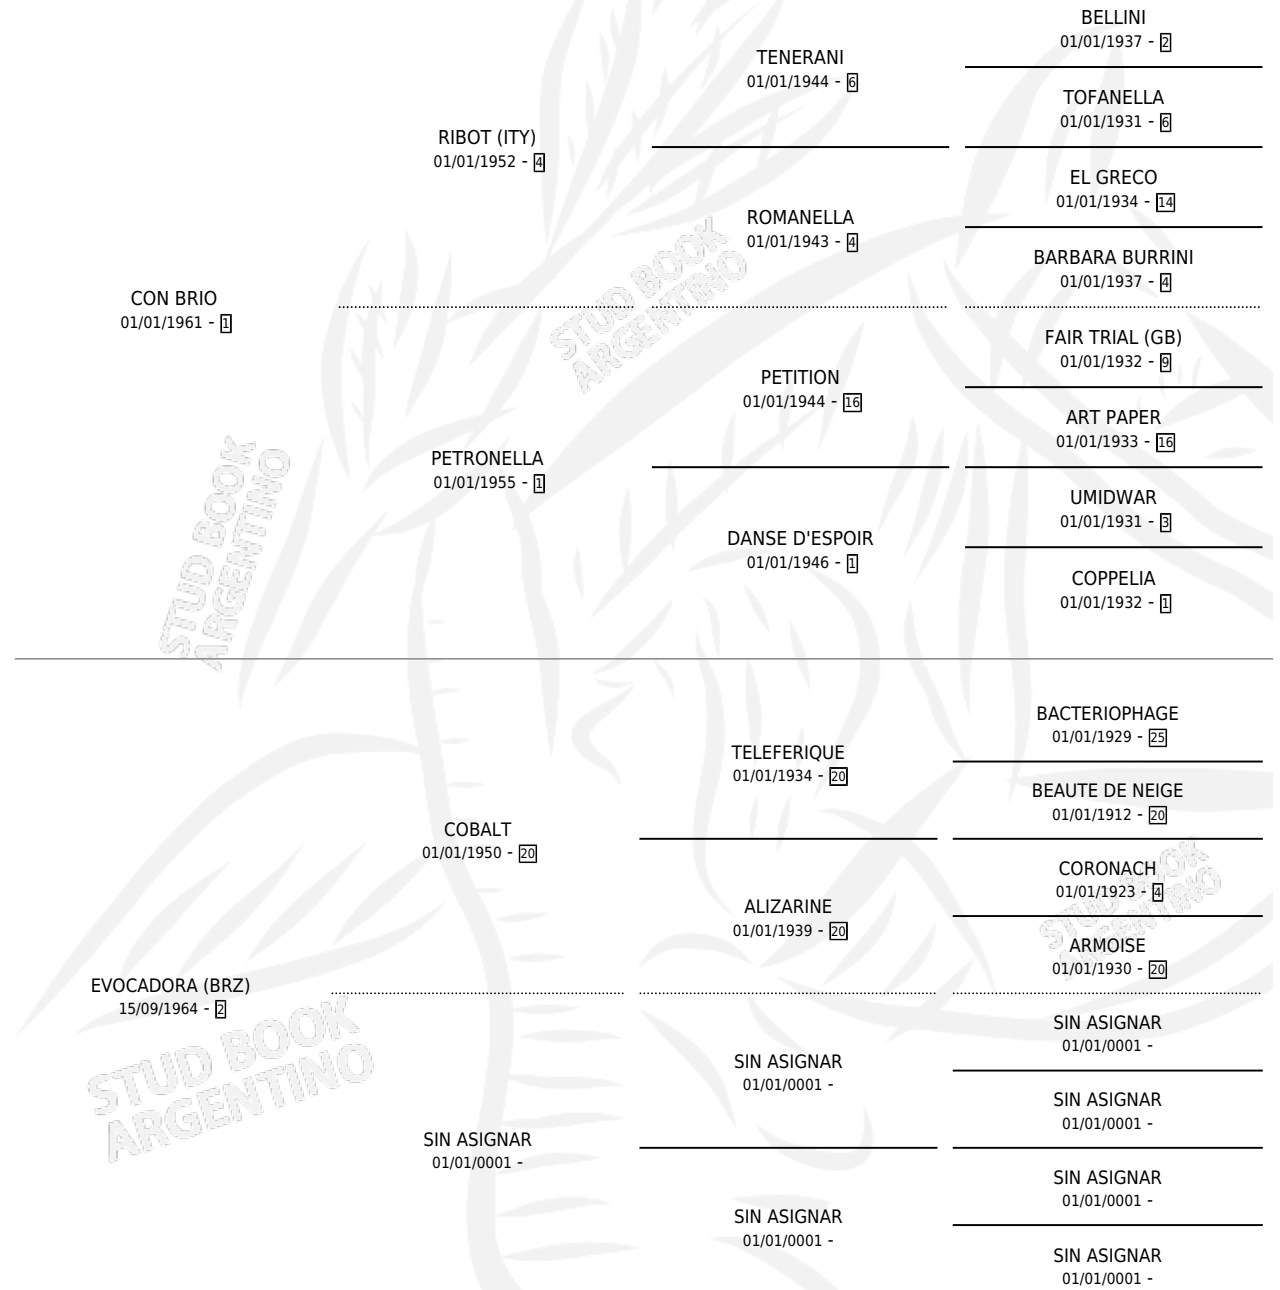 BELLINI
01/01/1937 - 2
TENERANI
01/01/1944 - 6
TOFANELLA
01/01/1931 - 6
RIBOT (ITY)
01/01/1952 - 4
EL GRECO
01/01/1934 - 14
ROMANELLA
01/01/1943 - 4
BARBARA BURRINI
01/01/1937 - 4
CON BRIO
01/01/1961 - 1
FAIR TRIAL (GB)
01/01/1932 - 9
PETITION
01/01/1944 - 16
ART PAPER
01/01/1933 - 16
PETRONELLA
01/01/1955 - 1
UMIDWAR
01/01/1931 - 3
DANSE D'ESPOIR
01/01/1946 - 1
COPPELIA
01/01/1932 - 1
BACTERIOPHAGE
01/01/1929 - 25
TELEFERIQUE
01/01/1934 - 20
BEAUTE DE NEIGE
01/01/1912 - 20
COBALT
01/01/1950 - 20
CORONACH
01/01/1923 - 4
ALIZARINE
01/01/1939 - 20
ARMOISE
01/01/1930 - 20
EVOCADORA (BRZ)
15/09/1964 - 2
SIN ASIGNAR
01/01/0001 -
SIN ASIGNAR
01/01/0001 -
SIN ASIGNAR
01/01/0001 -
SIN ASIGNAR
01/01/0001 -
SIN ASIGNAR
01/01/0001 -
SIN ASIGNAR
01/01/0001 -
SIN ASIGNAR
01/01/0001 -
STUD BOOK
ARGENTINO
STUD BOOK
ARGENTINO
STUD BOOK
ARGENTINO
STUD BOOK
ARGENTINO